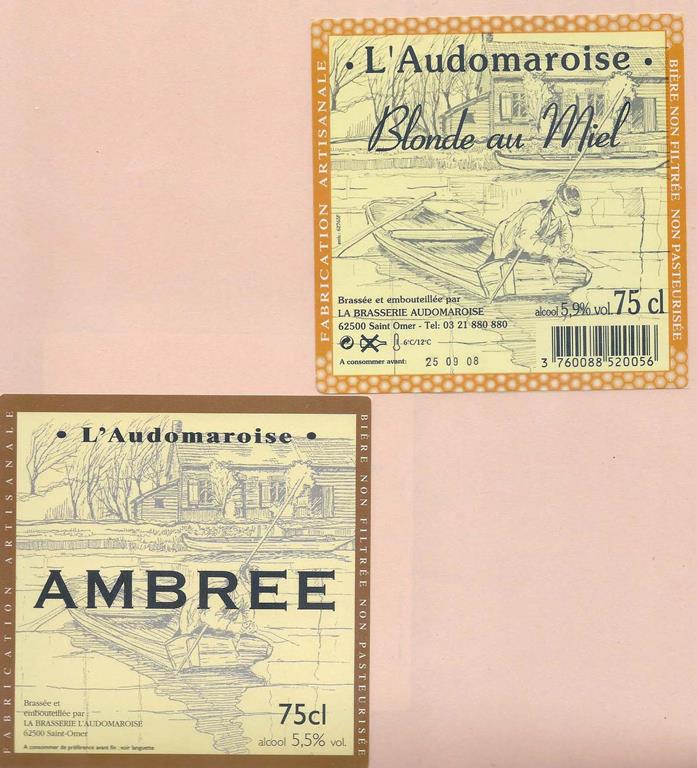 • L'Audomaroise •
Blonde au Miel
FABRICATION ARTISANALE
BIÈRE NON FILTRÉE NON PASTEURISÉE
Brassée et embouteillée par
LA BRASSERIE AUDOMAROISE
62500 Saint Omer - Tel: 03 21 880 880
6°C/12°C
A consommer avant: 25 09 08
alcool 5,9% vol. 75 cl
3 760088 520056
• L'Audomaroise •
AMBREE
FABRICATION ARTISANALE
BIÈRE NON FILTRÉE NON PASTEURISÉE
Brassée et
embouteillée par
LA BRASSERIE L'AUDOMAROISE
62500 Saint-Omer
A consommer de préférence avant fin : voir languette
75cl
alcool 5,5% vol.